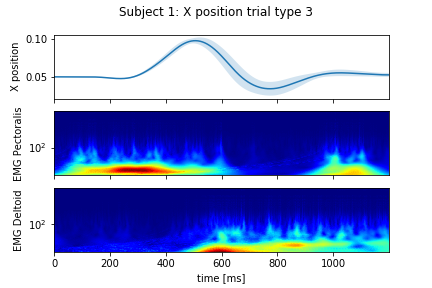 Subject 1: X position trial type 3
0.10
0.05
X position
10²
EMG Pectoralis
10²
EMG Deltoid
0 200 400 600 800 1000
time [ms]